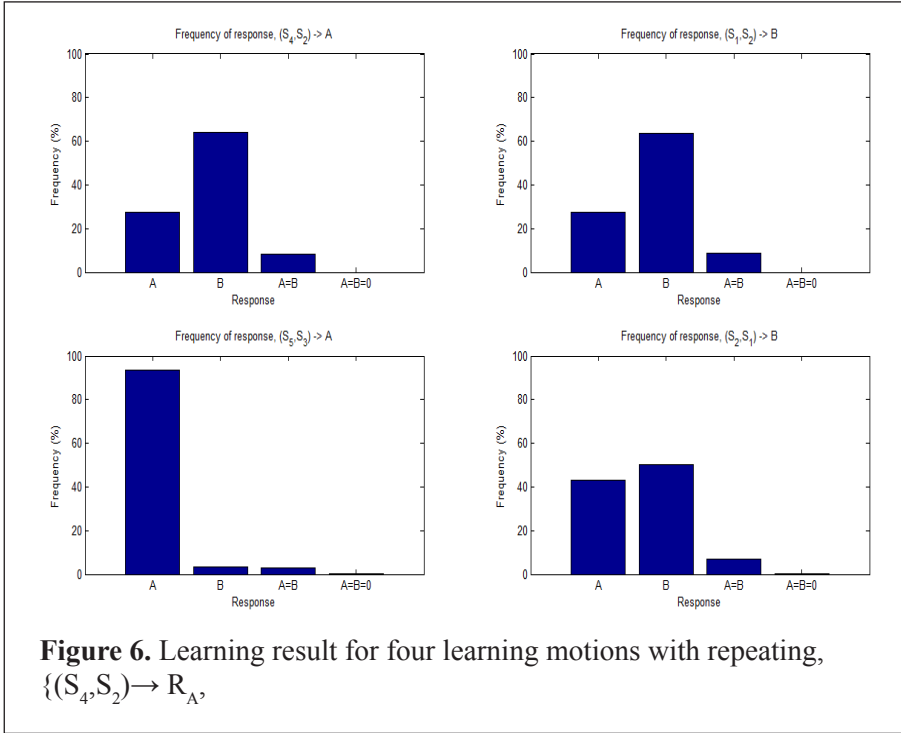 Frequency of response, (S₄,S₂) -> A
100
80
60
40
20
0
Frequency (%)
A B A=B A=B=0
Response
Frequency of response, (S₁,S₂) -> B
100
80
60
40
20
0
Frequency (%)
A B A=B A=B=0
Response
Frequency of response, (S₅,S₃) -> A
100
80
60
40
20
0
Frequency (%)
A B A=B A=B=0
Response
Frequency of response, (S₂,S₁) -> B
100
80
60
40
20
0
Frequency (%)
A B A=B A=B=0
Response
Figure 6. Learning result for four learning motions with repeating,
{(S₄,S₂)→ R_A,